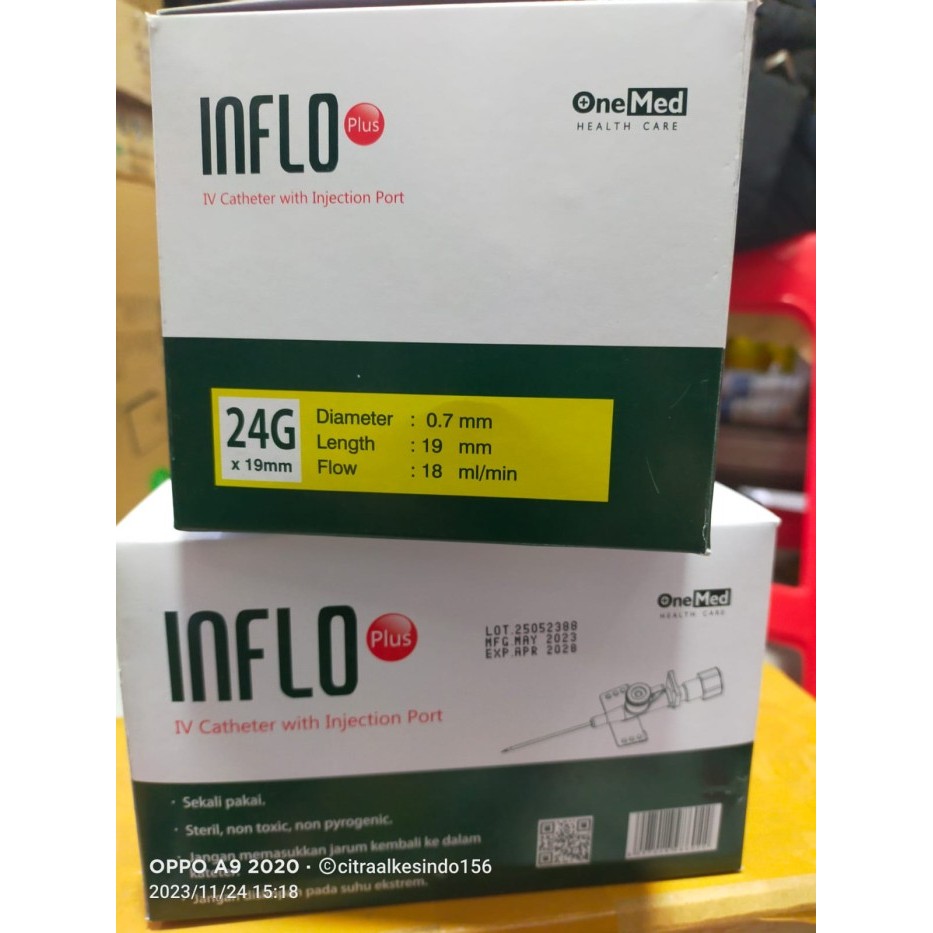 INFLO Plus
OneMed
HEALTH CARE
IV Catheter with Injection Port
24G
x 19mm
Diameter : 0.7 mm
Length : 19 mm
Flow : 18 ml/min
INFLO Plus
OneMed
HEALTH CARE
LOT.25052388
MFG.MAY 2023
EXP.APR 2028
IV Catheter with Injection Port
· Sekali pakai.
· Steril, non toxic, non pyrogenic.
· Jangan memasukkan jarum kembali ke dalam
kateter.
· Jangan pada suhu ekstrem.
OPPO A9 2020 · ©citraalkesindo156
2023/11/24 15:18